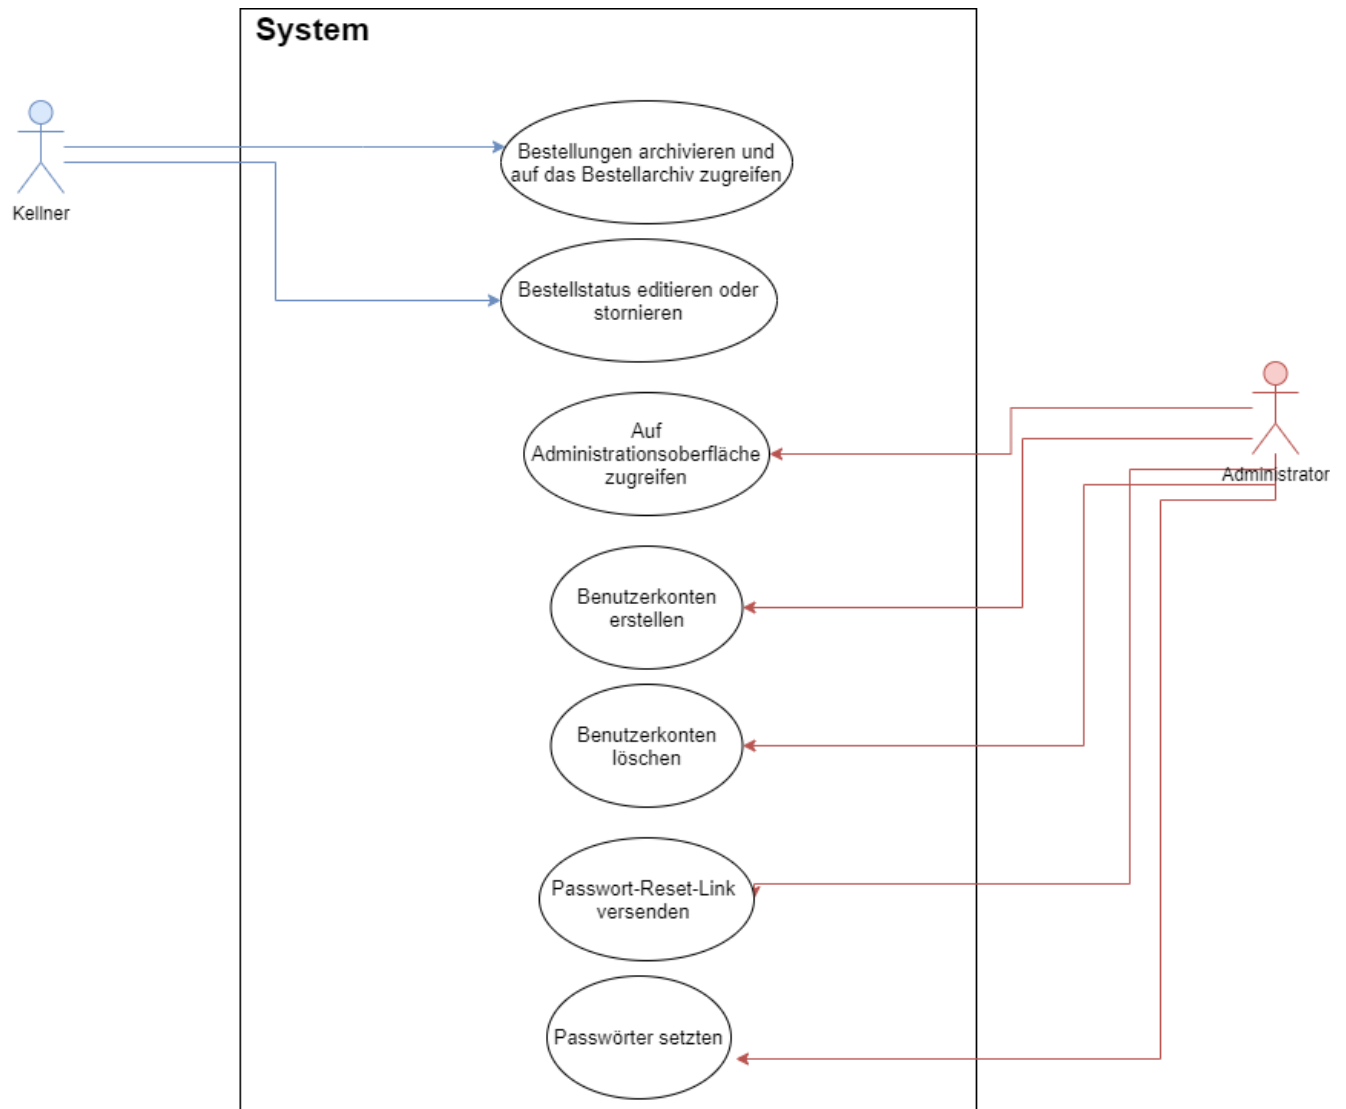 System
Bestellungen archivieren und
auf das Bestellarchiv zugreifen
Kellner
Bestellstatus editieren oder
stornieren
Auf
Administrationsoberfläche
zugreifen
Administrator
Benutzerkonten
erstellen
Benutzerkonten
löschen
Passwort-Reset-Link
versenden
Passwörter setzten